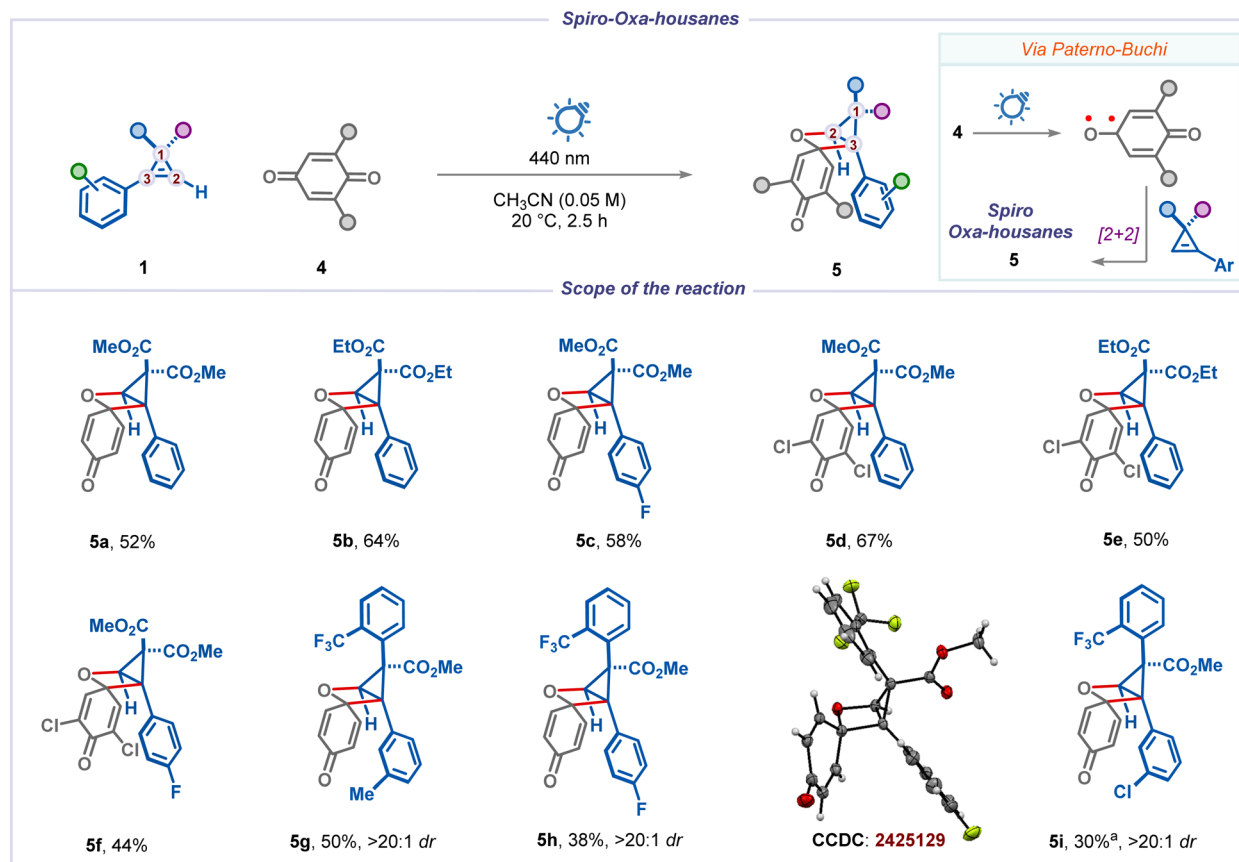 Spiro-Oxa-housanes
Via Paterno-Buchi
1
3
2
H
1
O
O
4
440 nm
CH₃CN (0.05 M)
20 °C, 2.5 h
1
2
3
O
H
O
5
4
O
O
Spiro
Oxa-housanes
5
[2+2]
Ar
Scope of the reaction
MeO₂C
CO₂Me
O
H
O
5a, 52%
EtO₂C
CO₂Et
O
H
O
5b, 64%
MeO₂C
CO₂Me
O
H
O
F
5c, 58%
MeO₂C
CO₂Me
O
H
Cl
Cl
O
5d, 67%
EtO₂C
CO₂Et
O
H
Cl
Cl
O
5e, 50%
MeO₂C
CO₂Me
O
H
Cl
Cl
O
F
5f, 44%
F₃C
CO₂Me
O
H
O
Me
5g, 50%, >20:1 dr
F₃C
CO₂Me
O
H
O
F
5h, 38%, >20:1 dr
CCDC: 2425129
F₃C
CO₂Me
O
H
O
Cl
5i, 30%ᵃ, >20:1 dr